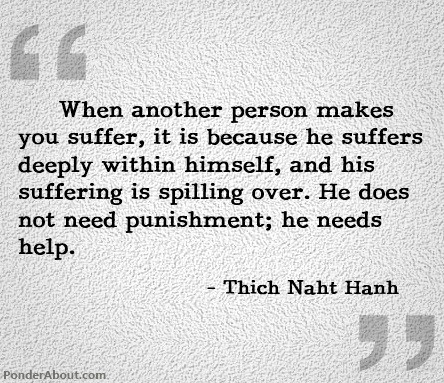 When another person makes
you suffer, it is because he suffers
deeply within himself, and his
suffering is spilling over. He does
not need punishment; he needs
help.
- Thich Naht Hanh
PonderAbout.com